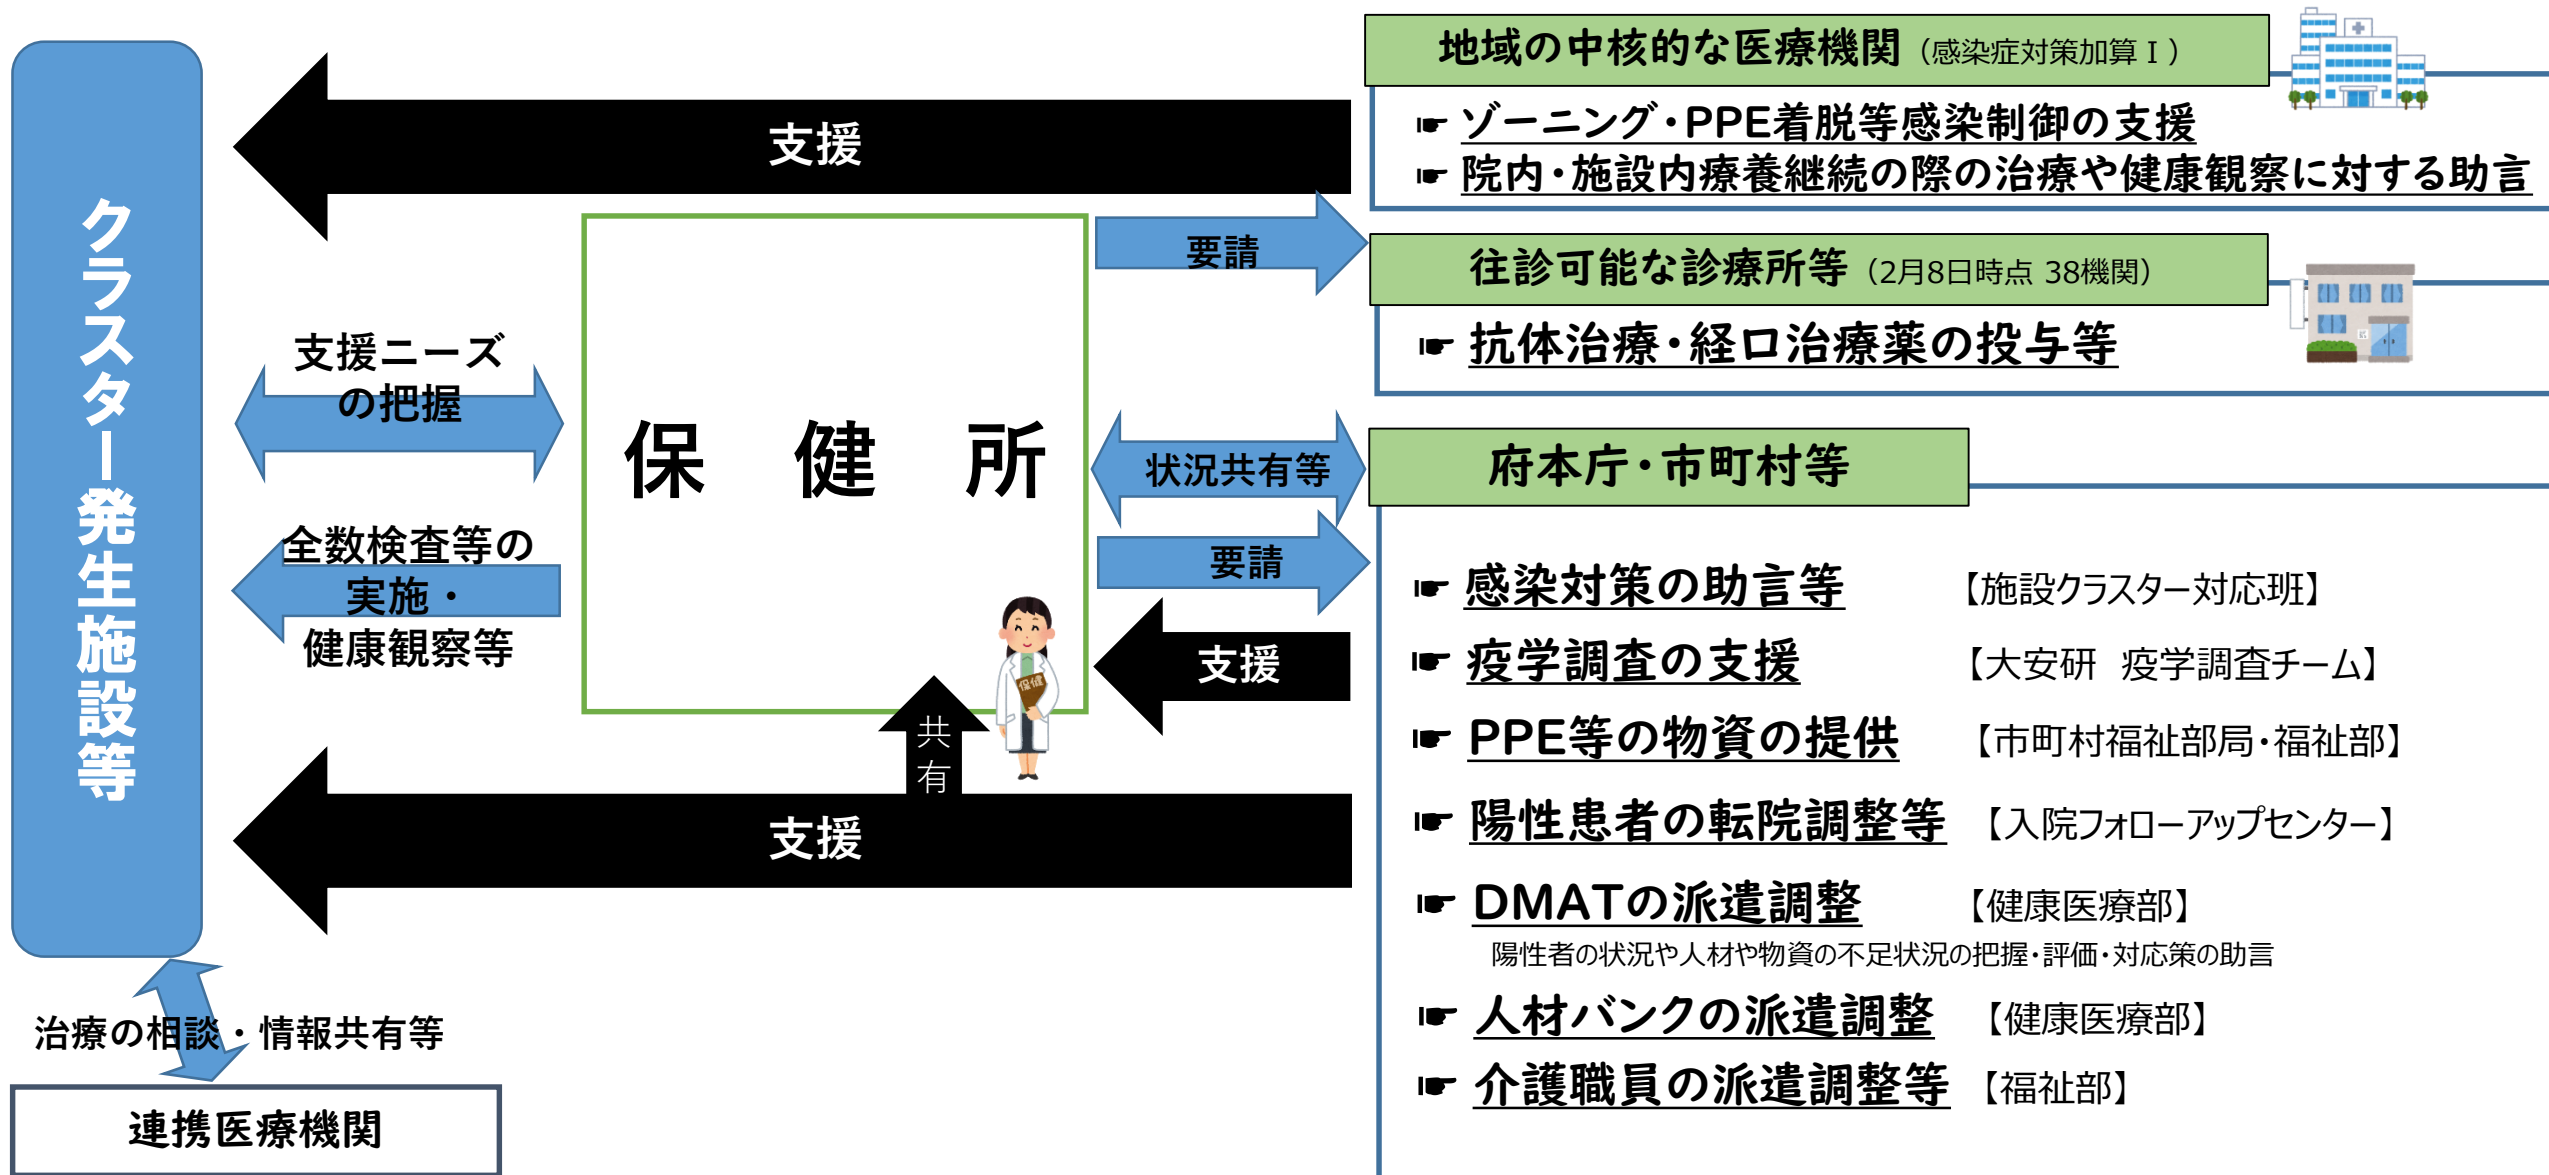 クラスター発生施設等
支援
地域の中核的な医療機関（感染症対策加算Ⅰ）
☛ ゾーニング・PPE着脱等感染制御の支援
☛ 院内・施設内療養継続の際の治療や健康観察に対する助言
要請
往診可能な診療所等（2月8日時点 38機関）
☛ 抗体治療・経口治療薬の投与等
支援ニーズ
の把握
保 健 所
状況共有等
府本庁・市町村等
全数検査等の
実施・
健康観察等
要請
支援
保健
共有
支援
☛ 感染対策の助言等 【施設クラスター対応班】
☛ 疫学調査の支援 【大安研 疫学調査チーム】
☛ PPE等の物資の提供 【市町村福祉部局・福祉部】
☛ 陽性患者の転院調整等 【入院フォローアップセンター】
☛ DMATの派遣調整 【健康医療部】
陽性者の状況や人材や物資の不足状況の把握・評価・対応策の助言
☛ 人材バンクの派遣調整 【健康医療部】
☛ 介護職員の派遣調整等 【福祉部】
治療の相談・情報共有等
連携医療機関